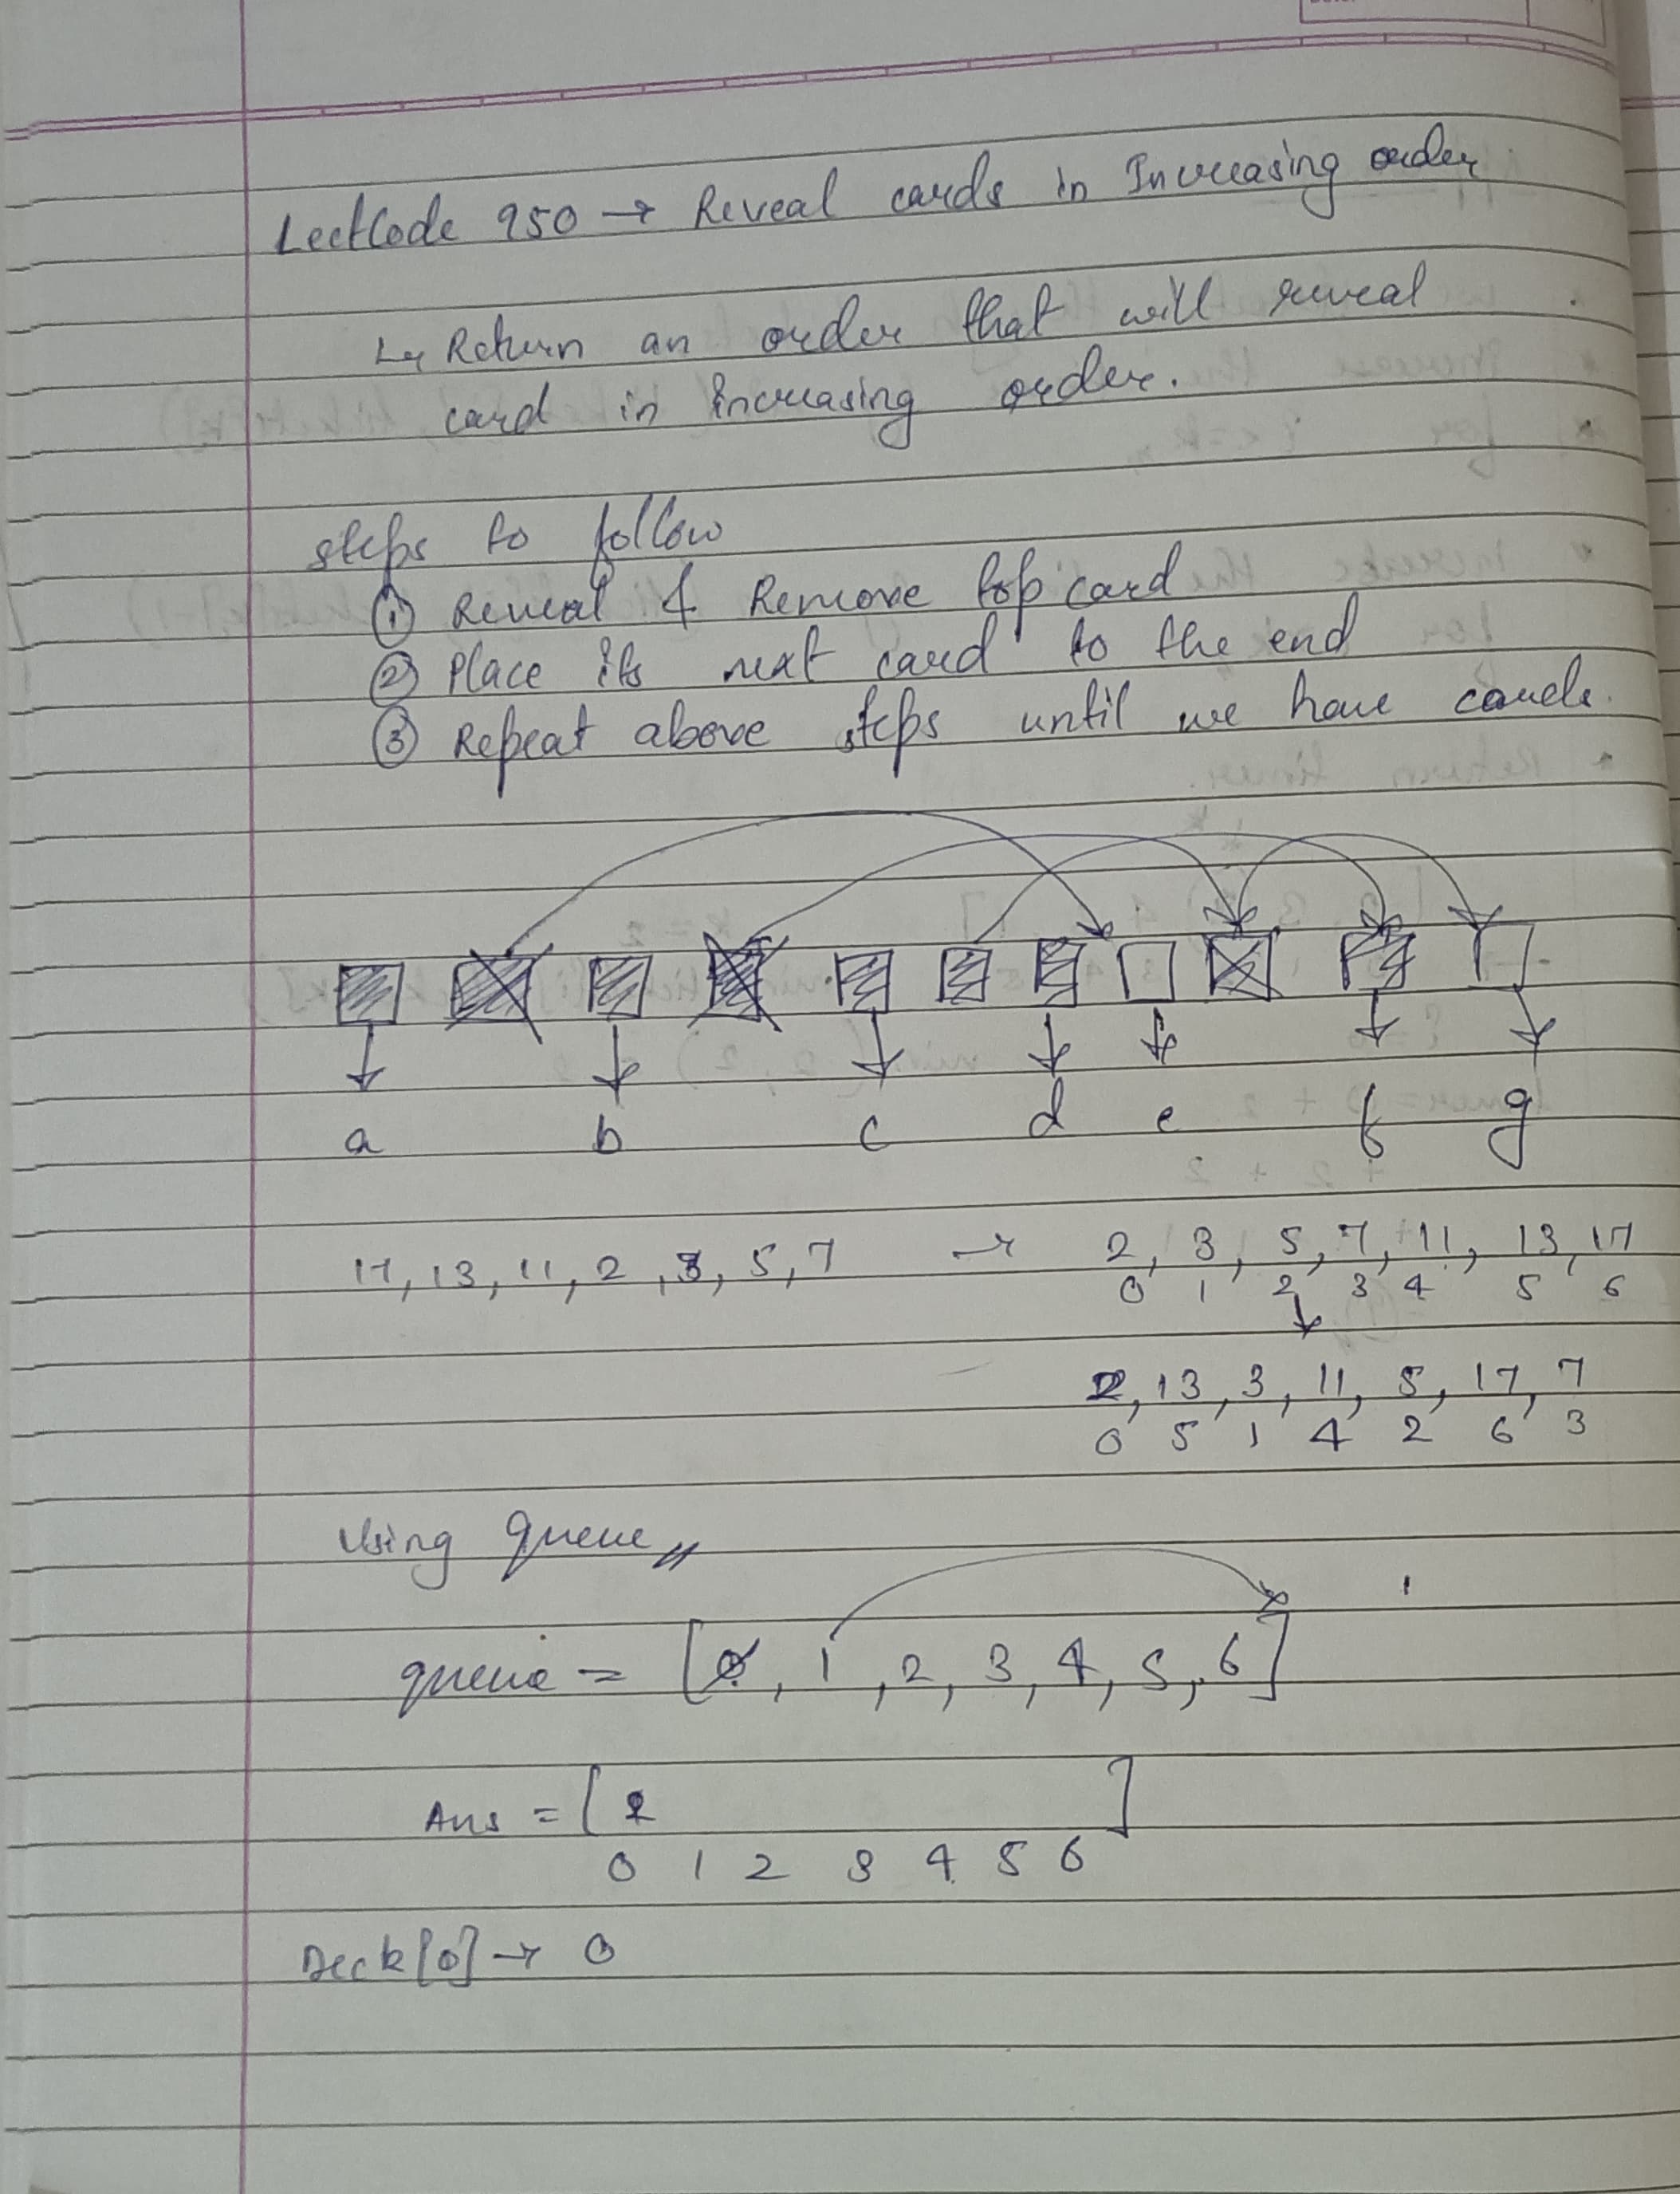 LeetCode 950 → Reveal cards in Increasing order
↳ Return an order that will reveal
card in increasing order.
steps to follow
① Reveal & Remove top card
② Place its next card to the end
③ Repeat above steps until we have cards.
a b c d e f g
17, 13, 11, 2, 3, 5, 7 → 2, 3, 5, 7, 11, 13, 17
0 1 2 3 4 5 6
2, 13, 3, 11, 5, 17, 7
0 5 1 4 2 6 3
Using queue
queue = [0, 1, 2, 3, 4, 5, 6]
Ans = [2 ]
0 1 2 3 4 5 6
Deck[0] → 0